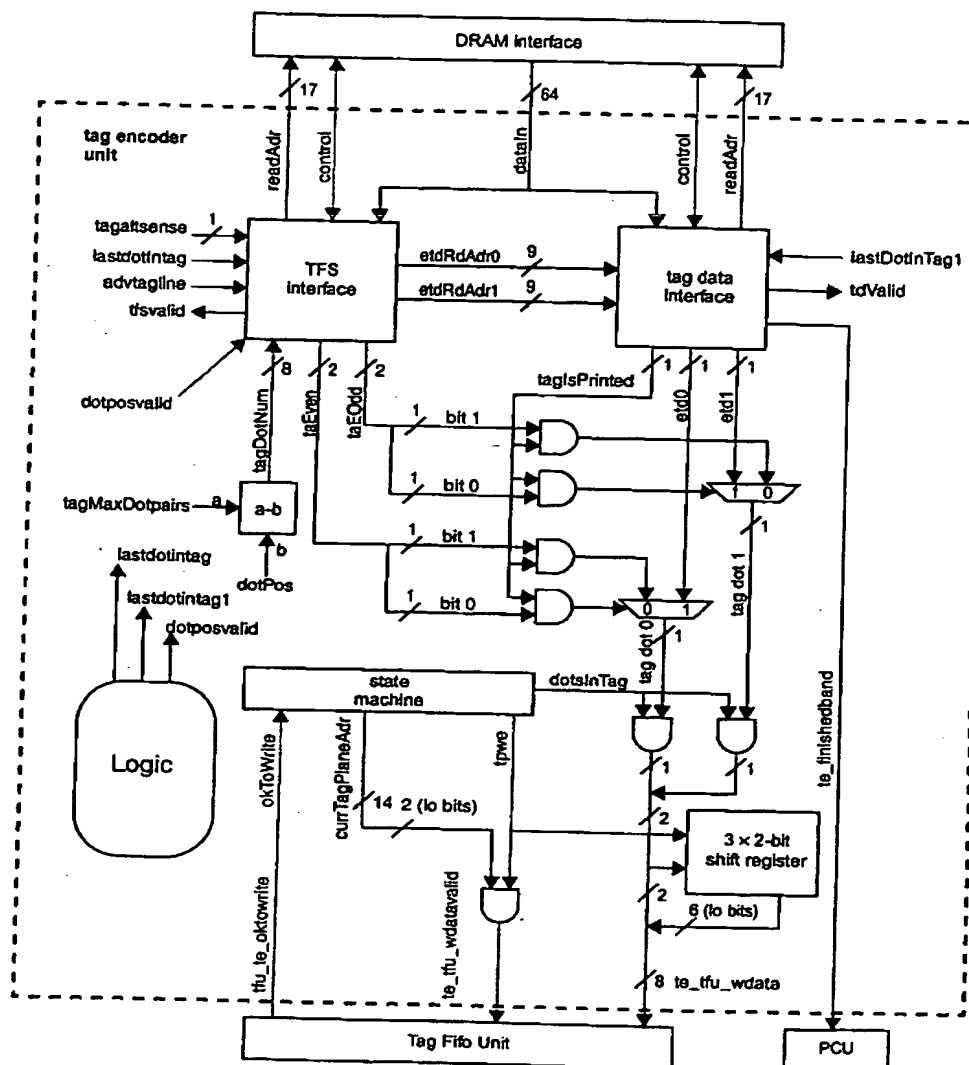 DRAM interface
17
64
17
tag encoder
unit
readAdr
control
dataIn
control
readAdr
tagaltsense
1
lastdotintag
advtagline
tfsvalid
dotposvalid
TFS
interface
etdRdAdr0
9
etdRdAdr1
9
tag data
interface
lastDotInTag1
tdValid
8
2
2
tagIsPrinted
1
1
1
tagDotNum
taEven
taEOdd
etd0
etd1
1
bit 1
1
bit 0
1
bit 1
1
bit 0
tagMaxDotpairs
a
a-b
b
dotPos
1
0
1
tag dot 1
0
1
1
tag dot 0
lastdotintag
lastdotintag1
dotposvalid
Logic
state
machine
dotsInTag
okToWrite
currTagPlaneAdr
14
2 (lo bits)
tpwe
1
1
2
3 × 2-bit
shift register
2
6 (lo bits)
te_finishedband
tfu_te_oktowrite
te_tfu_wdatavalid
8
te_tfu_wdata
Tag Fifo Unit
PCU